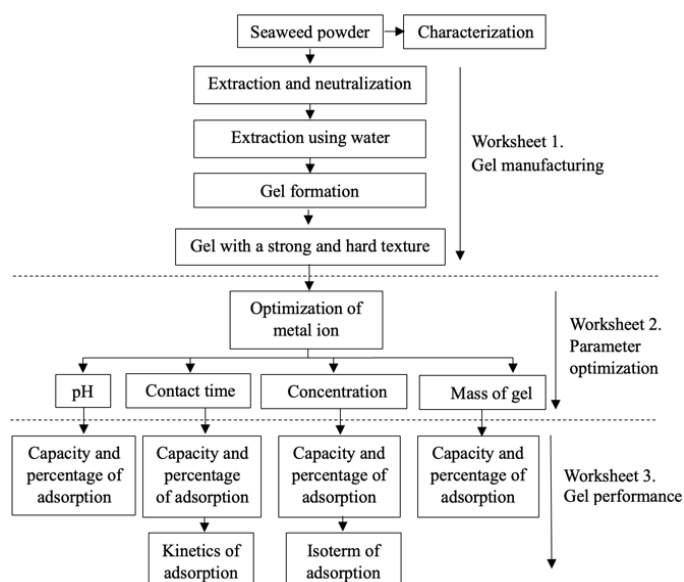 Seaweed powder
Characterization
Extraction and neutralization
Extraction using water
Gel formation
Gel with a strong and hard texture
Worksheet 1.
Gel manufacturing
Optimization of
metal ion
Worksheet 2.
Parameter
optimization
pH
Contact time
Concentration
Mass of gel
Capacity and
percentage of
adsorption
Capacity and
percentage
of adsorption
Capacity and
percentage of
adsorption
Capacity and
percentage of
adsorption
Worksheet 3.
Gel performance
Kinetics of
adsorption
Isoterm of
adsorption